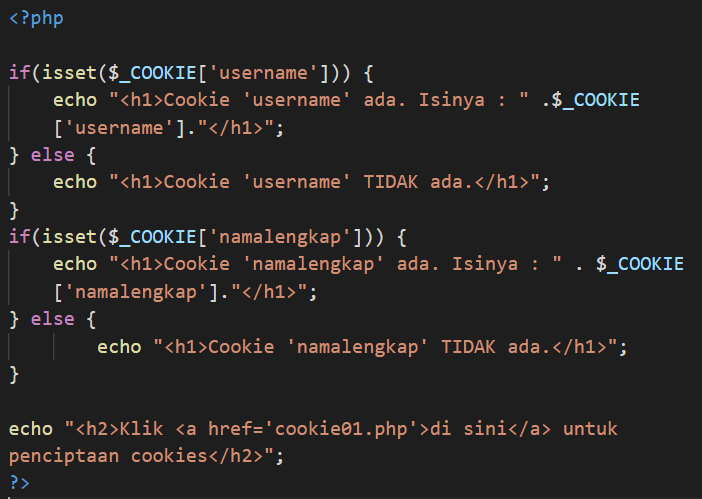 <?php

if(isset($_COOKIE['username'])) {
    echo "<h1>Cookie 'username' ada. Isinya : " .$_COOKIE
    ['username']."</h1>";
} else {
    echo "<h1>Cookie 'username' TIDAK ada.</h1>";
}
if(isset($_COOKIE['namalengkap'])) {
    echo "<h1>Cookie 'namalengkap' ada. Isinya : " . $_COOKIE
    ['namalengkap']."</h1>";
} else {
        echo "<h1>Cookie 'namalengkap' TIDAK ada.</h1>";
}

echo "<h2>Klik <a href='cookie01.php'>di sini</a> untuk
penciptaan cookies</h2>";
?>